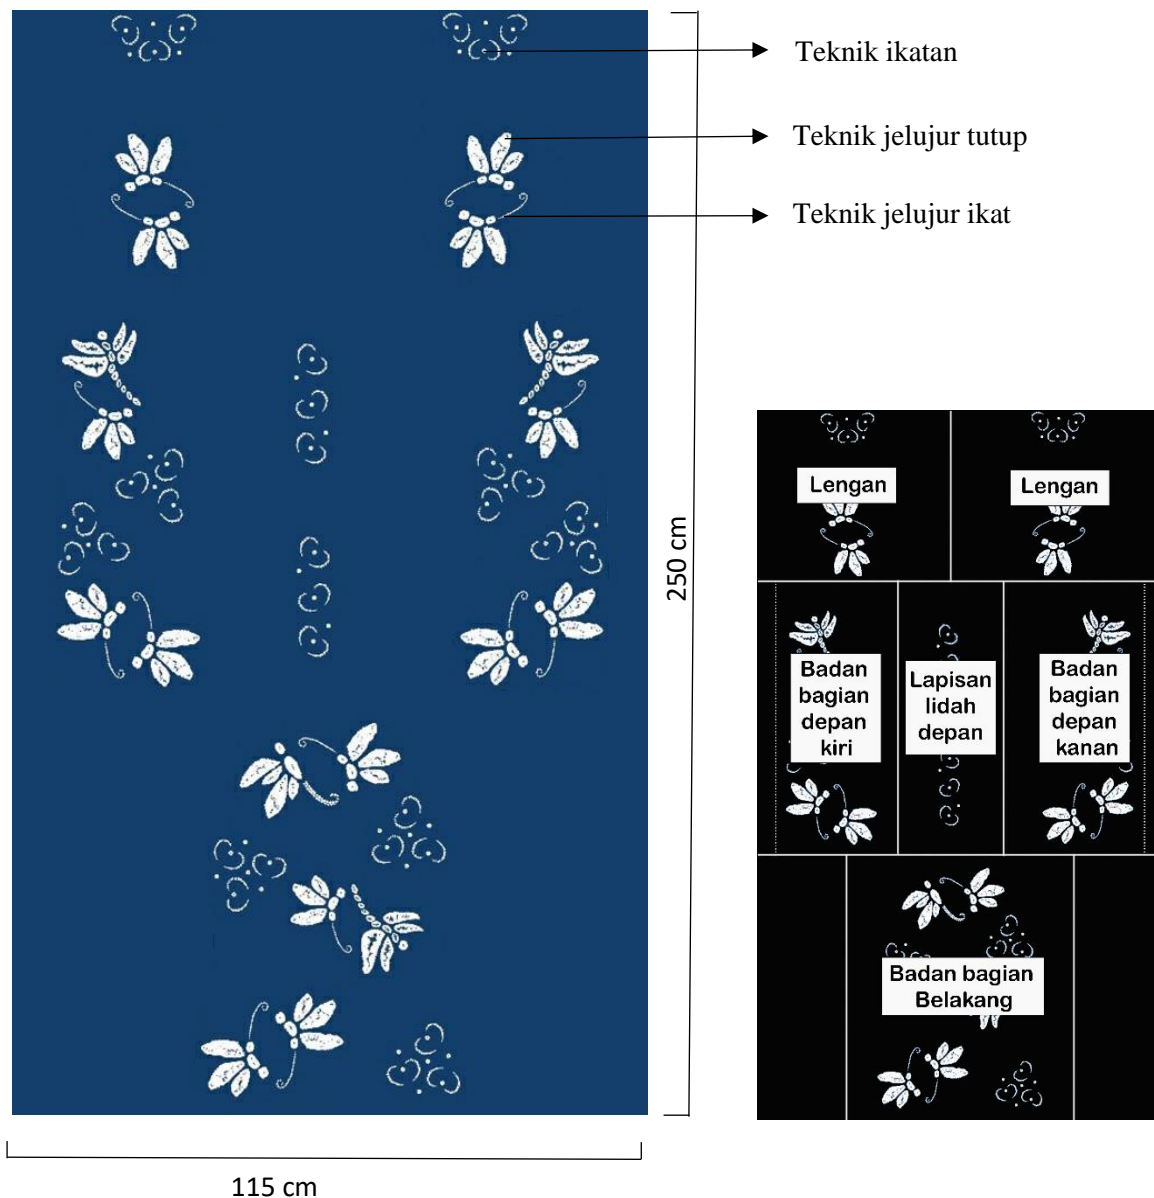 Teknik ikatan
Teknik jelujur tutup
Teknik jelujur ikat
250 cm
Lengan
Lengan
Badan
bagian
depan
kiri
Lapisan
lidah
depan
Badan
bagian
depan
kanan
Badan bagian
Belakang
115 cm